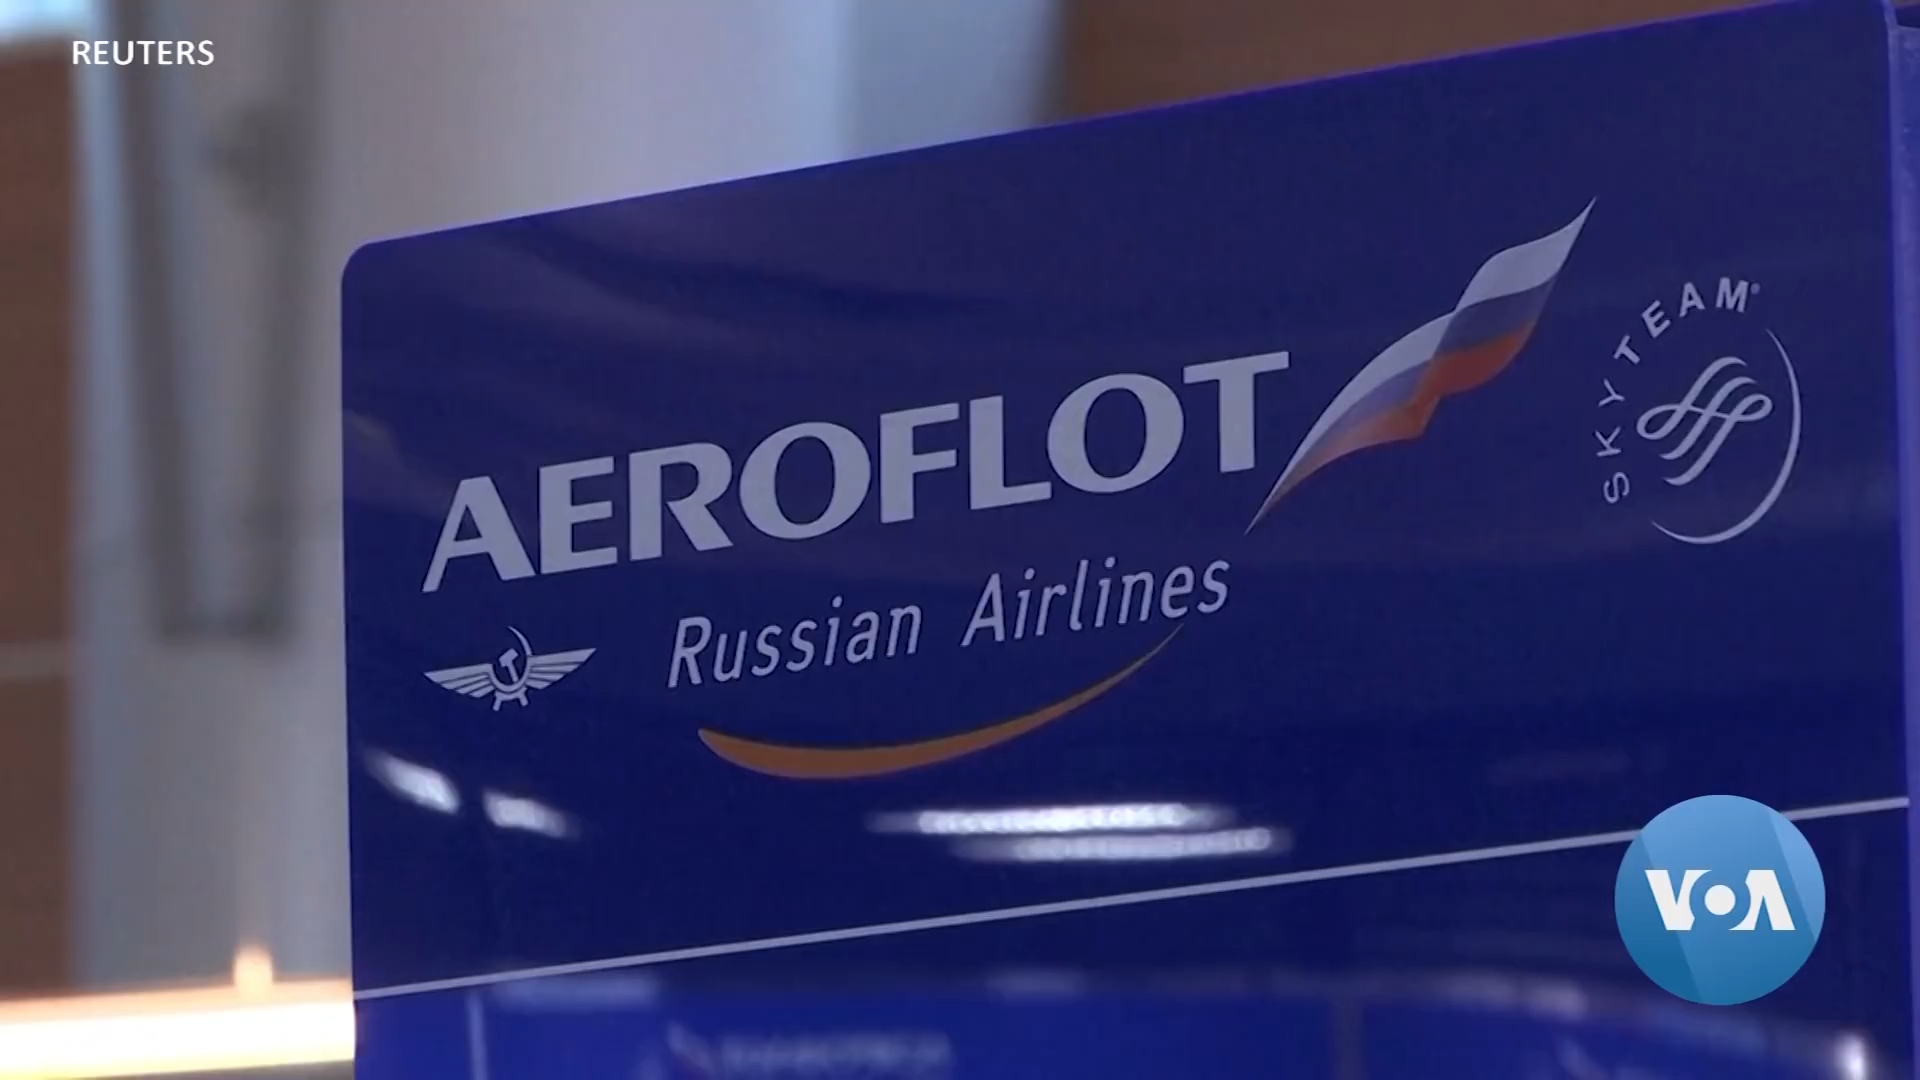 REUTERS
AEROFLOT
Russian Airlines
SKYTEAM
VOA